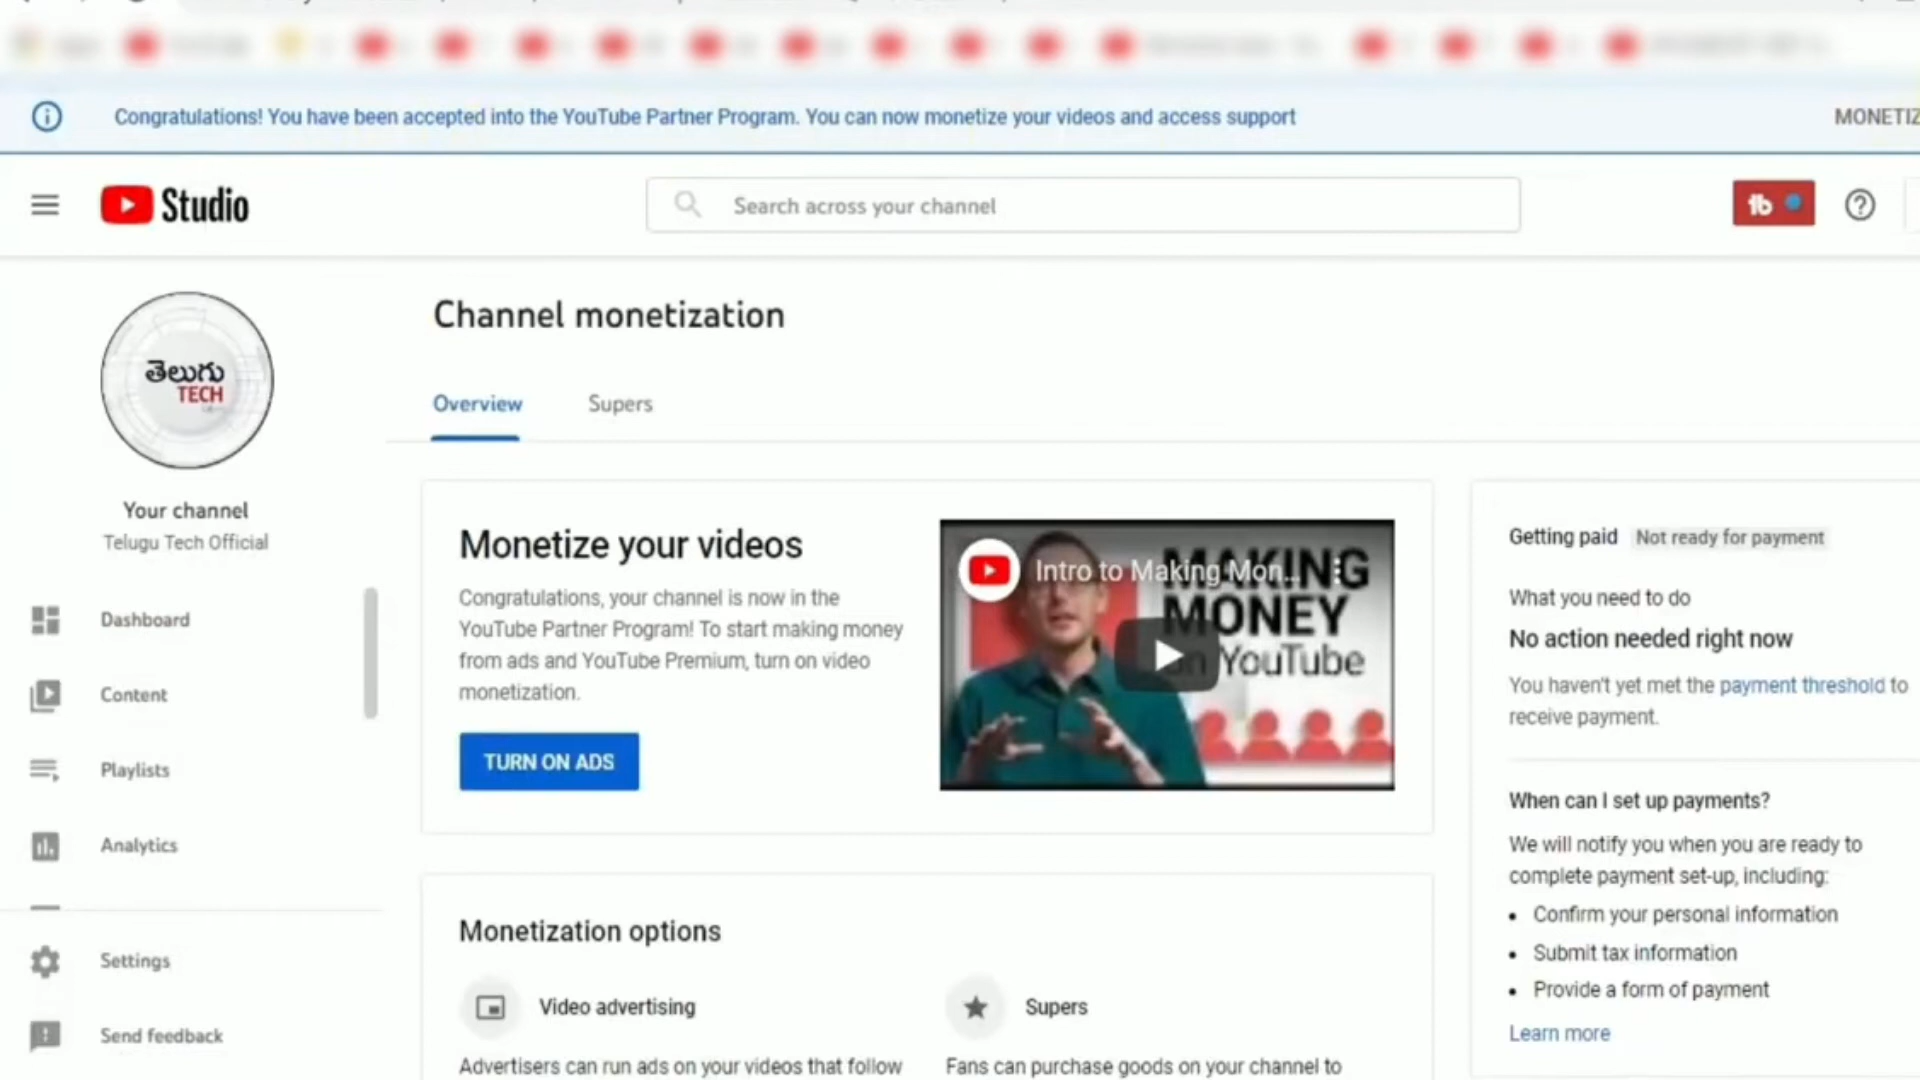 Congratulations! You have been accepted into the YouTube Partner Program. You can now monetize your videos and access support
MONETIZ
Studio
Search across your channel
tb
తెలుగు
TECH
Your channel
Telugu Tech Official
Dashboard
Content
Playlists
Analytics
Settings
Send feedback
Channel monetization
Overview
Supers
Monetize your videos
Congratulations, your channel is now in the
YouTube Partner Program! To start making money
from ads and YouTube Premium, turn on video
monetization.
TURN ON ADS
Intro to Making Mon...
MAKING
MONEY
on YouTube
Monetization options
Video advertising
Advertisers can run ads on your videos that follow
Supers
Fans can purchase goods on your channel to
Getting paid Not ready for payment
What you need to do
No action needed right now
You haven't yet met the payment threshold to
receive payment.
When can I set up payments?
We will notify you when you are ready to
complete payment set-up, including:
• Confirm your personal information
• Submit tax information
• Provide a form of payment
Learn more